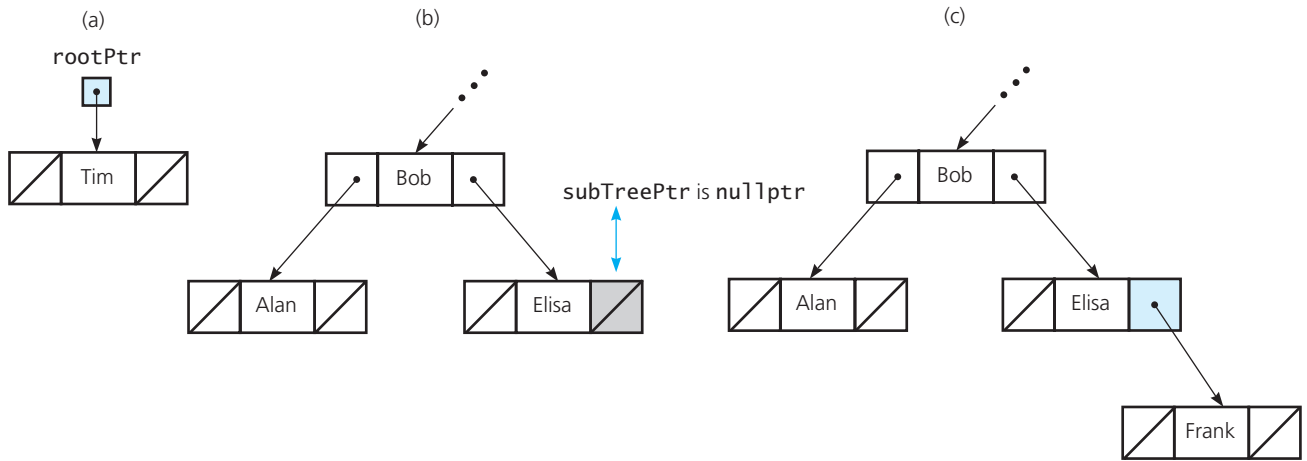 (a)
rootPtr
Tim
(b)
Bob
subTreePtr is nullptr
Alan
Elisa
(c)
Bob
Alan
Elisa
Frank